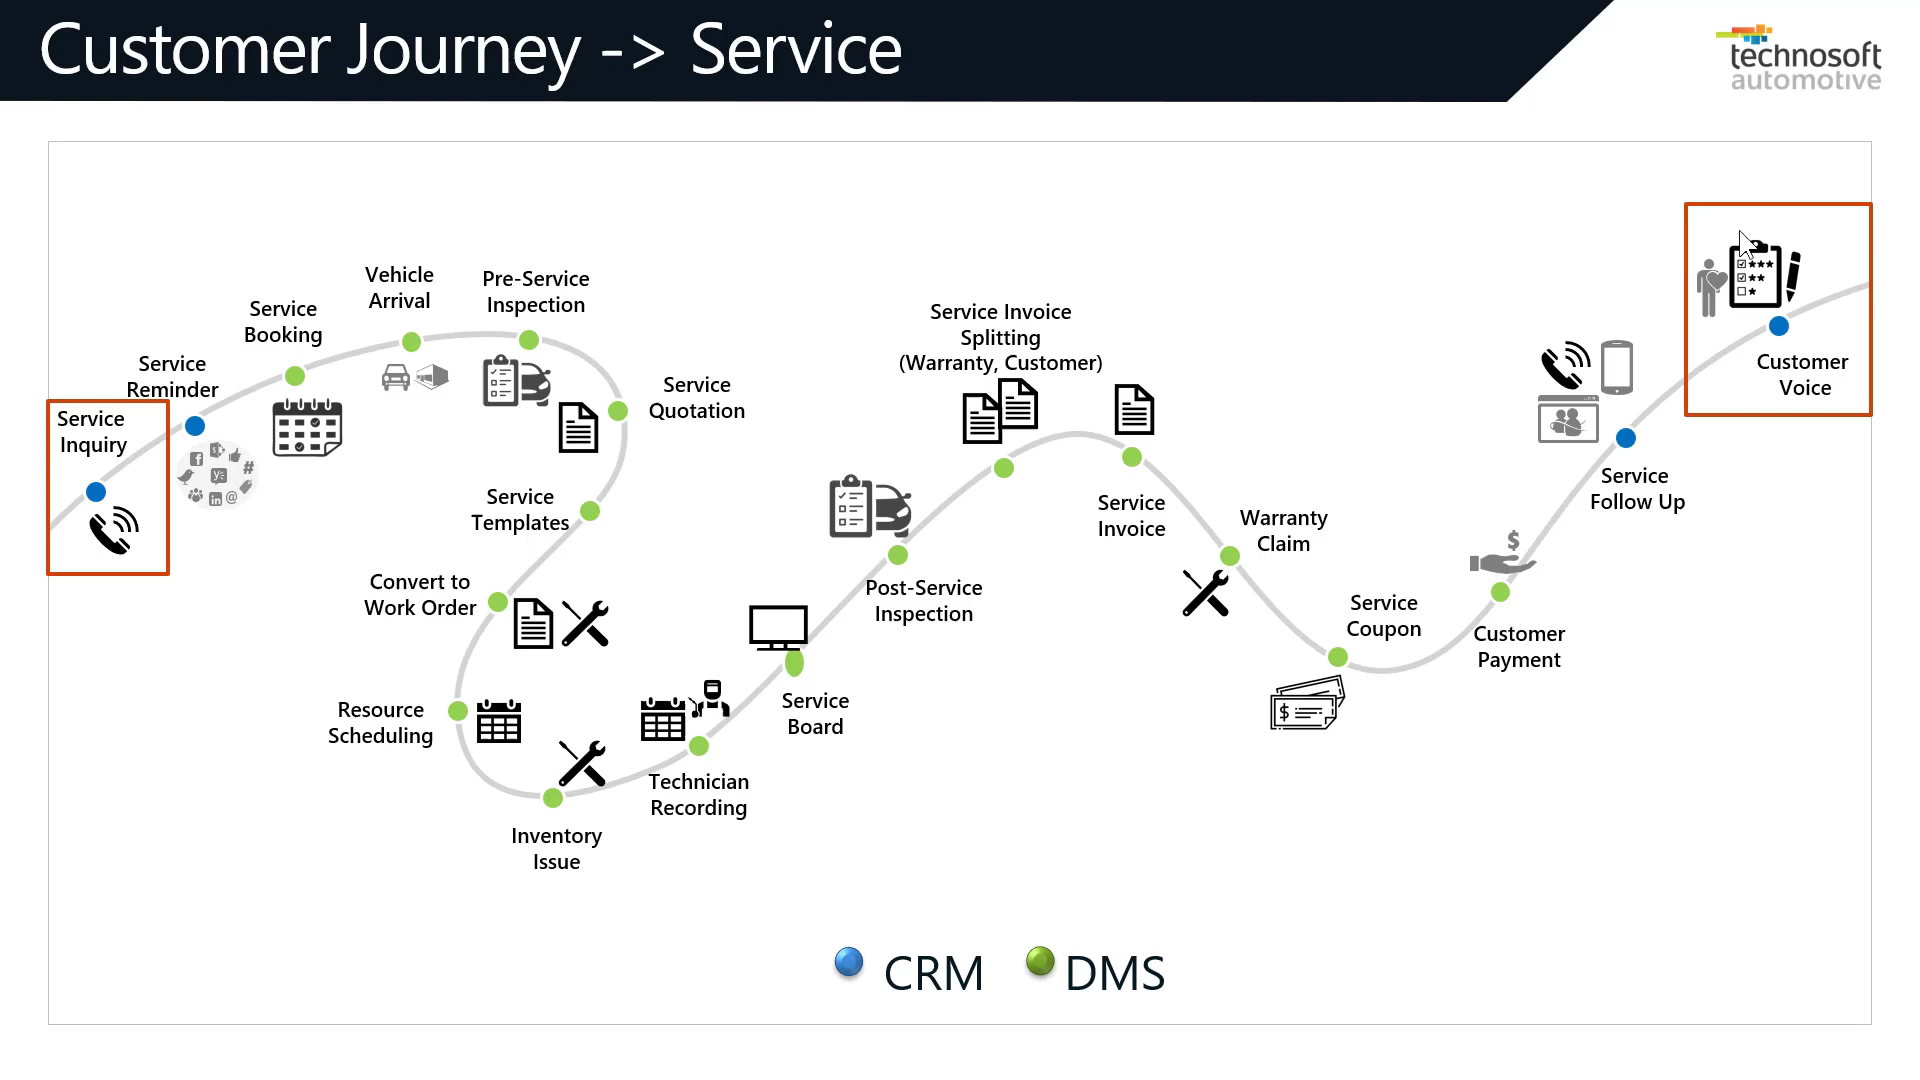 Customer Journey -> Service
technosoft
automotive
Service
Inquiry
Service
Reminder
Service
Booking
Vehicle
Arrival
Pre-Service
Inspection
Service
Quotation
Service
Templates
Convert to
Work Order
Resource
Scheduling
Inventory
Issue
Technician
Recording
Service
Board
Post-Service
Inspection
Service Invoice
Splitting
(Warranty, Customer)
Service
Invoice
Warranty
Claim
Service
Coupon
Customer
Payment
Service
Follow Up
Customer
Voice
CRM
DMS